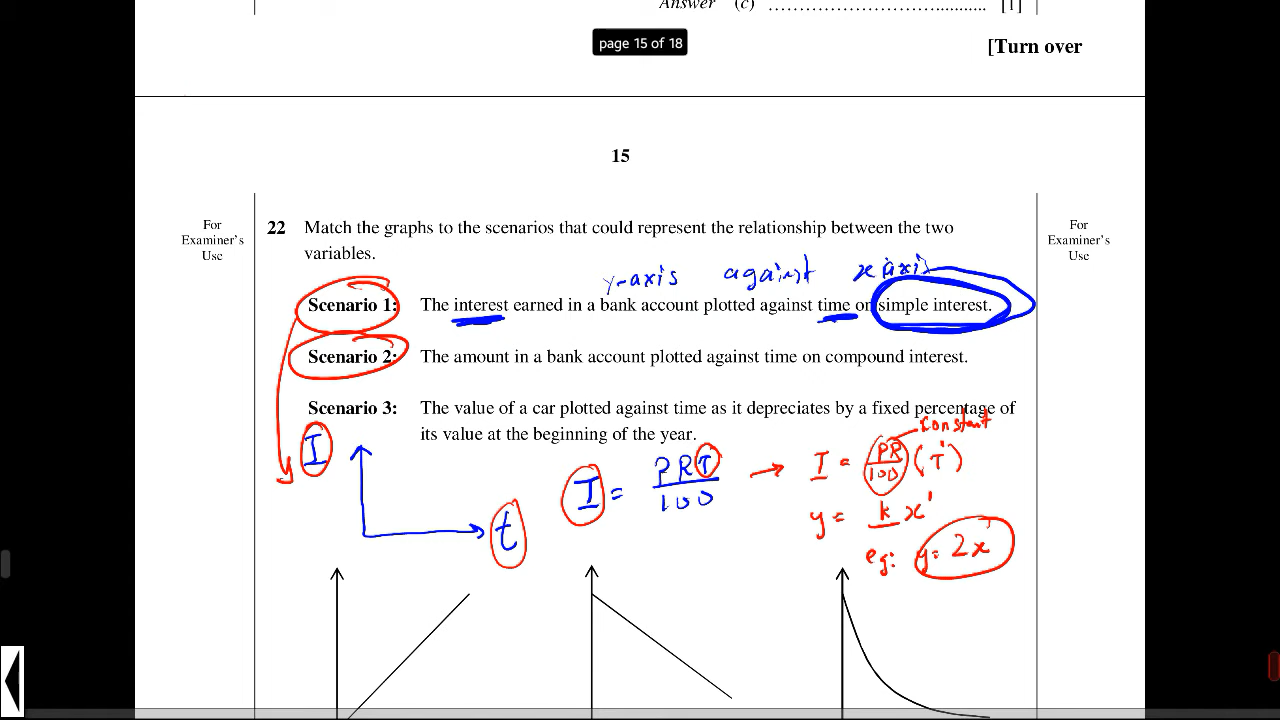 Answer (c) ……………………….......... [1]
page 15 of 18
[Turn over
15
For Examiner's Use
22 Match the graphs to the scenarios that could represent the relationship between the two
variables.
For Examiner's Use
y-axis against x axis
Scenario 1: The interest earned in a bank account plotted against time on simple interest.
Scenario 2: The amount in a bank account plotted against time on compound interest.
Scenario 3: The value of a car plotted against time as it depreciates by a fixed percentage of
its value at the beginning of the year.
constant
I
t
I = PRT/100 → I = PR/100 (T')
y = kx'
eg: y = 2x'